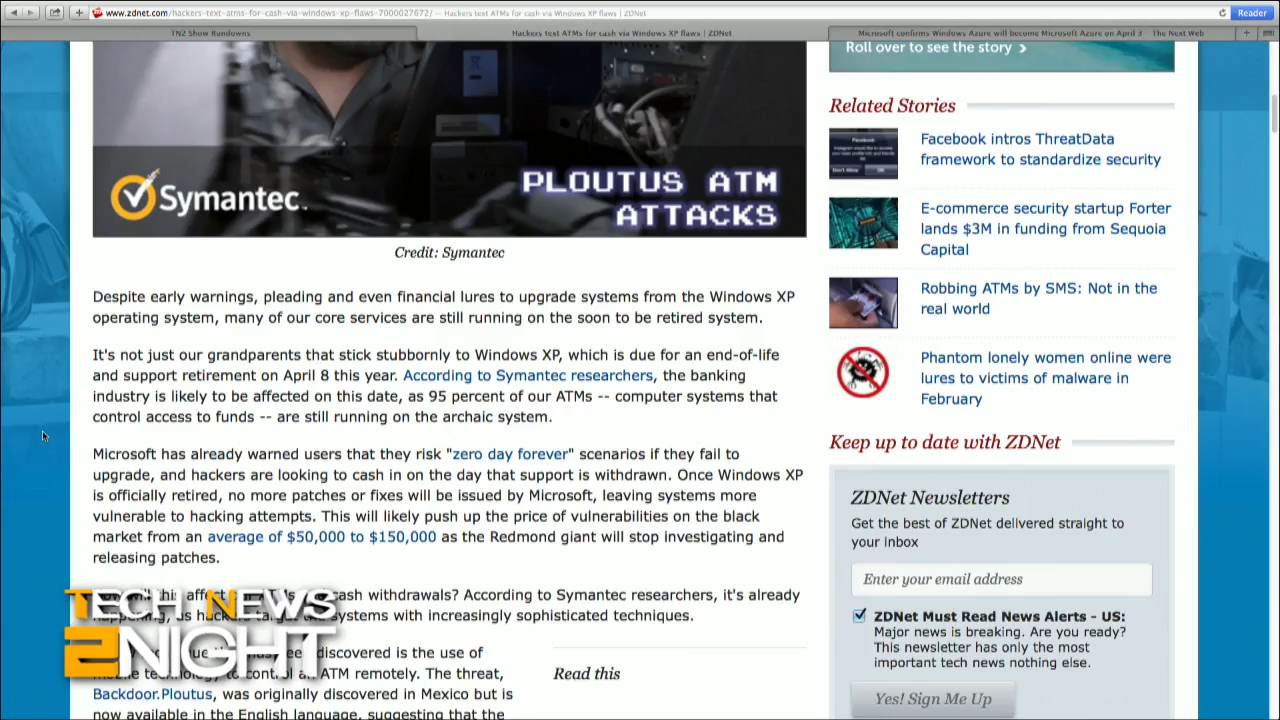 www.zdnet.com/hackers-text-atms-for-cash-via-windows-xp-flaws-7000027672/ — Hackers text ATMs for cash via Windows XP flaws | ZDNet
Reader
TN2 Show Rundowns
Hackers text ATMs for cash via Windows XP flaws | ZDNet
Microsoft confirms Windows Azure will become Microsoft Azure on April 3 The Next Web
Symantec.
PLOUTUS ATM
ATTACKS
Credit: Symantec
Despite early warnings, pleading and even financial lures to upgrade systems from the Windows XP
operating system, many of our core services are still running on the soon to be retired system.
It's not just our grandparents that stick stubbornly to Windows XP, which is due for an end-of-life
and support retirement on April 8 this year. According to Symantec researchers, the banking
industry is likely to be affected on this date, as 95 percent of our ATMs -- computer systems that
control access to funds -- are still running on the archaic system.
Microsoft has already warned users that they risk "zero day forever" scenarios if they fail to
upgrade, and hackers are looking to cash in on the day that support is withdrawn. Once Windows XP
is officially retired, no more patches or fixes will be issued by Microsoft, leaving systems more
vulnerable to hacking attempts. This will likely push up the price of vulnerabilities on the black
market from an average of $50,000 to $150,000 as the Redmond giant will stop investigating and
releasing patches.
this affect cash withdrawals? According to Symantec researchers, it's already
hackers systems with increasingly sophisticated techniques.
discovered is the use of
technology to control an ATM remotely. The threat,
Backdoor.Ploutus, was originally discovered in Mexico but is
now available in the English language, suggesting that the
Read this
TECH NEWS
2NIGHT
Roll over to see the story
Related Stories
Facebook intros ThreatData
framework to standardize security
E-commerce security startup Forter
lands $3M in funding from Sequoia
Capital
Robbing ATMs by SMS: Not in the
real world
Phantom lonely women online were
lures to victims of malware in
February
Keep up to date with ZDNet
ZDNet Newsletters
Get the best of ZDNet delivered straight to
your inbox
Enter your email address
ZDNet Must Read News Alerts - US:
Major news is breaking. Are you ready?
This newsletter has only the most
important tech news nothing else.
Yes! Sign Me Up